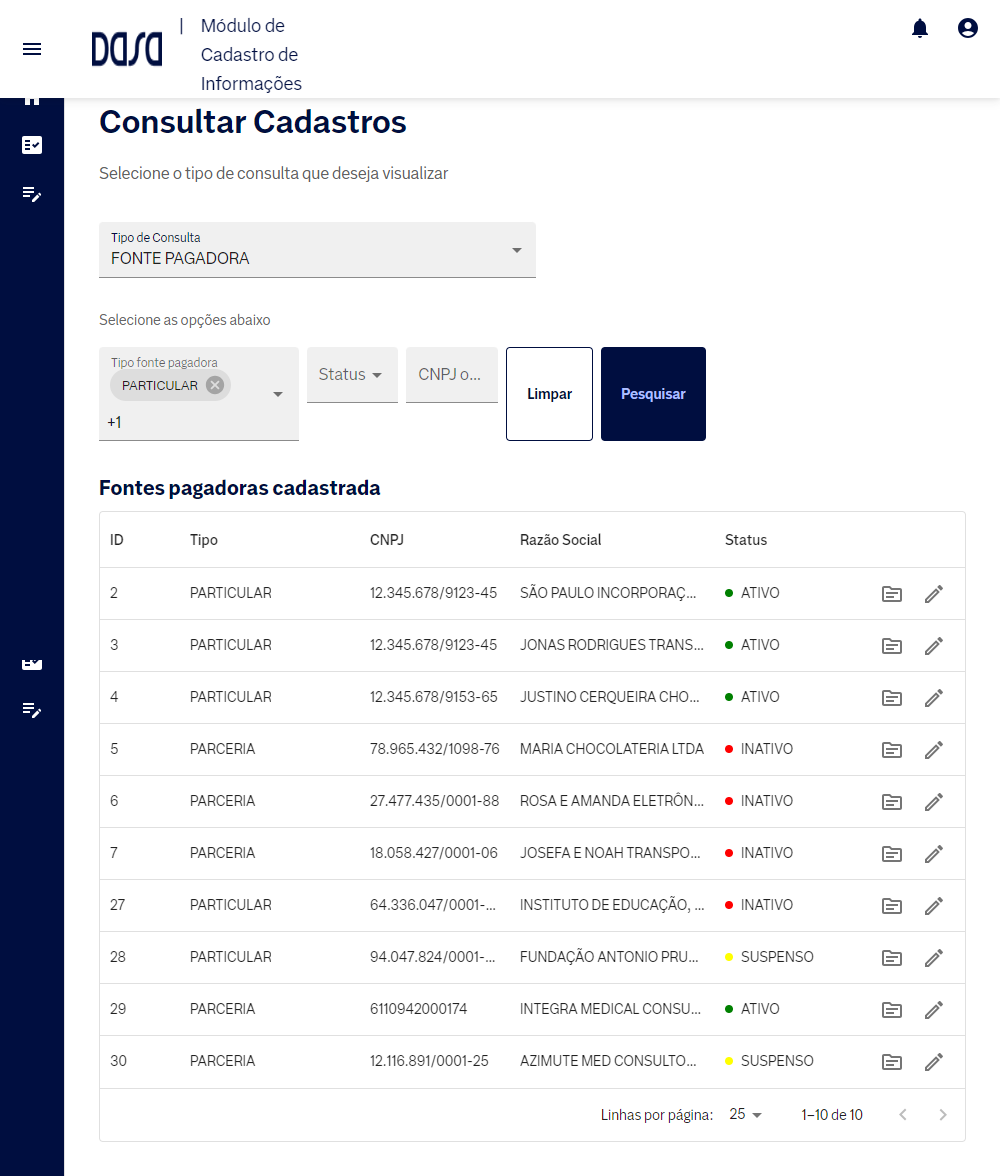 DASA
|
Módulo de
Cadastro de
Informações
Consultar Cadastros
Selecione o tipo de consulta que deseja visualizar
Tipo de Consulta
FONTE PAGADORA
Selecione as opções abaixo
Tipo fonte pagadora
PARTICULAR
+1
Status
CNPJ o...
Limpar
Pesquisar
Fontes pagadoras cadastrada
ID Tipo CNPJ Razão Social Status
2 PARTICULAR 12.345.678/9123-45 SÃO PAULO INCORPORAÇ... ATIVO
3 PARTICULAR 12.345.678/9123-45 JONAS RODRIGUES TRANS... ATIVO
4 PARTICULAR 12.345.678/9153-65 JUSTINO CERQUEIRA CHO... ATIVO
5 PARCERIA 78.965.432/1098-76 MARIA CHOCOLATERIA LTDA INATIVO
6 PARCERIA 27.477.435/0001-88 ROSA E AMANDA ELETRÔN... INATIVO
7 PARCERIA 18.058.427/0001-06 JOSEFA E NOAH TRANSPO... INATIVO
27 PARTICULAR 64.336.047/0001-... INSTITUTO DE EDUCAÇÃO, ... INATIVO
28 PARTICULAR 94.047.824/0001-... FUNDAÇÃO ANTONIO PRU... SUSPENSO
29 PARCERIA 6110942000174 INTEGRA MEDICAL CONSU... ATIVO
30 PARCERIA 12.116.891/0001-25 AZIMUTE MED CONSULTO... SUSPENSO
Linhas por página: 25 1–10 de 10